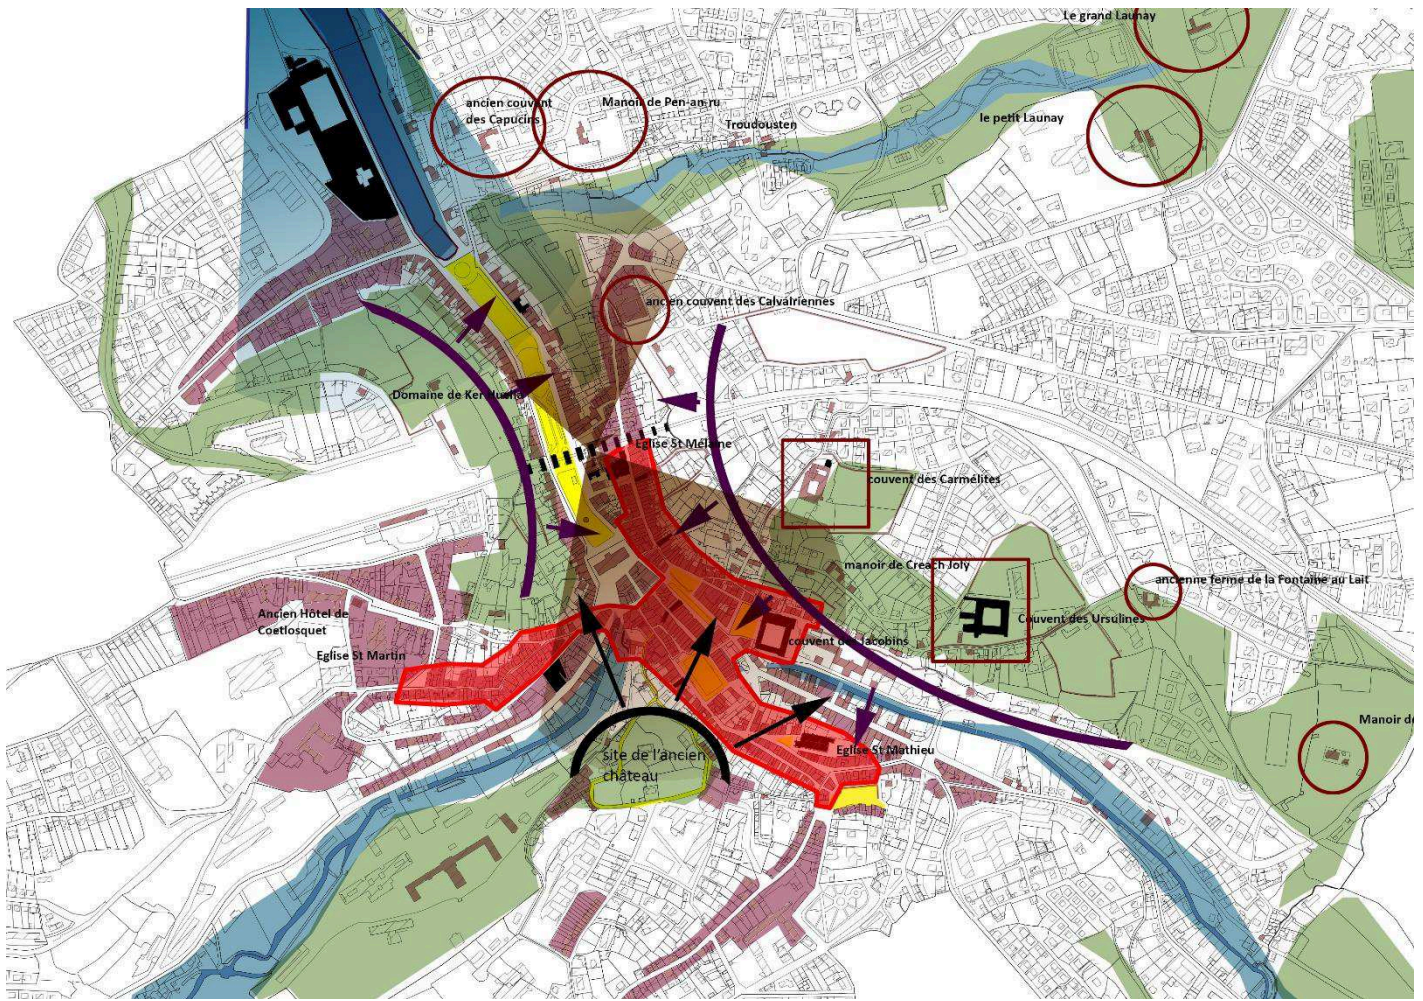 Le grand Launay
ancien couvent
des Capucins
Manoir de Pen-an-ru
Troudousten
le petit Launay
ancien couvent des Calvairiennes
Domaine de Ker
Eglise St Mélaine
couvent des Carmélites
manoir de Creach Joly
ancienne ferme de la Fontaine au Lait
Ancien Hôtel de
Coetlosquet
Couvent des Ursulines
couvent des Jacobins
Eglise St Martin
Manoir de
Eglise St Mathieu
site de l'ancien
château